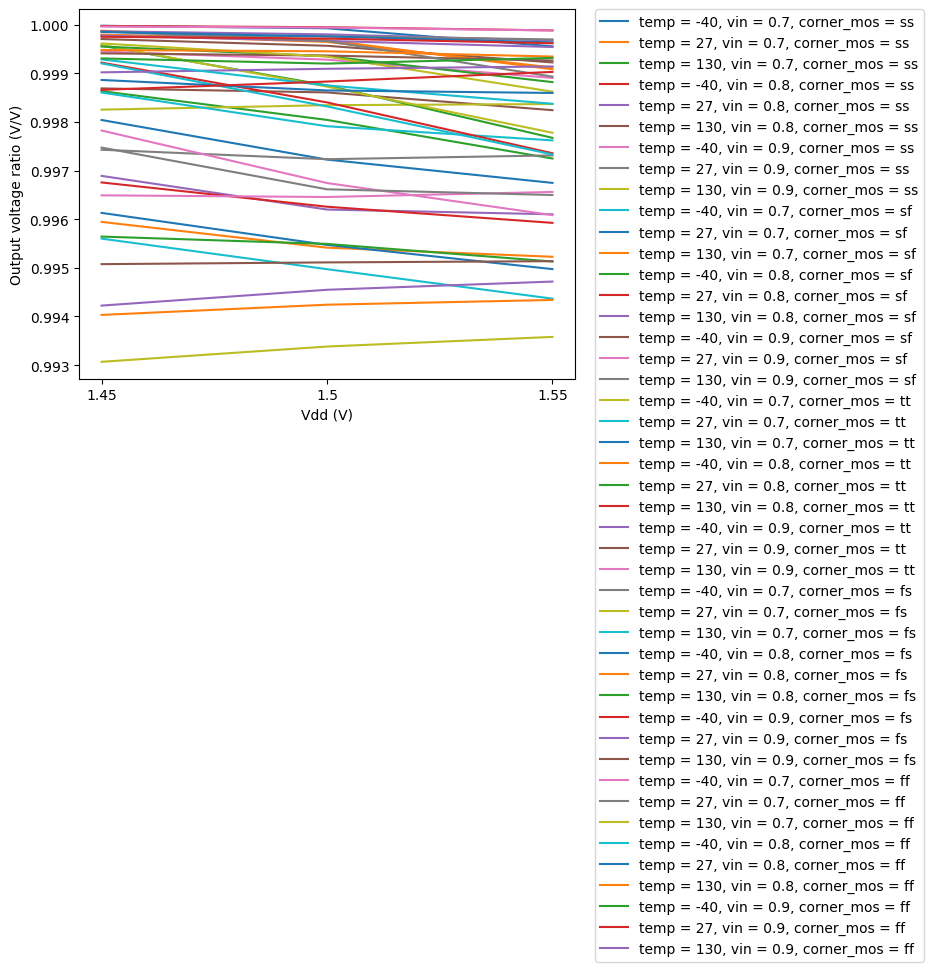 1.000
0.999
0.998
0.997
0.996
0.995
0.994
0.993
Output voltage ratio (V/V)
1.45
1.5
1.55
Vdd (V)
temp = -40, vin = 0.7, corner_mos = ss
temp = 27, vin = 0.7, corner_mos = ss
temp = 130, vin = 0.7, corner_mos = ss
temp = -40, vin = 0.8, corner_mos = ss
temp = 27, vin = 0.8, corner_mos = ss
temp = 130, vin = 0.8, corner_mos = ss
temp = -40, vin = 0.9, corner_mos = ss
temp = 27, vin = 0.9, corner_mos = ss
temp = 130, vin = 0.9, corner_mos = ss
temp = -40, vin = 0.7, corner_mos = sf
temp = 27, vin = 0.7, corner_mos = sf
temp = 130, vin = 0.7, corner_mos = sf
temp = -40, vin = 0.8, corner_mos = sf
temp = 27, vin = 0.8, corner_mos = sf
temp = 130, vin = 0.8, corner_mos = sf
temp = -40, vin = 0.9, corner_mos = sf
temp = 27, vin = 0.9, corner_mos = sf
temp = 130, vin = 0.9, corner_mos = sf
temp = -40, vin = 0.7, corner_mos = tt
temp = 27, vin = 0.7, corner_mos = tt
temp = 130, vin = 0.7, corner_mos = tt
temp = -40, vin = 0.8, corner_mos = tt
temp = 27, vin = 0.8, corner_mos = tt
temp = 130, vin = 0.8, corner_mos = tt
temp = -40, vin = 0.9, corner_mos = tt
temp = 27, vin = 0.9, corner_mos = tt
temp = 130, vin = 0.9, corner_mos = tt
temp = -40, vin = 0.7, corner_mos = fs
temp = 27, vin = 0.7, corner_mos = fs
temp = 130, vin = 0.7, corner_mos = fs
temp = -40, vin = 0.8, corner_mos = fs
temp = 27, vin = 0.8, corner_mos = fs
temp = 130, vin = 0.8, corner_mos = fs
temp = -40, vin = 0.9, corner_mos = fs
temp = 27, vin = 0.9, corner_mos = fs
temp = 130, vin = 0.9, corner_mos = fs
temp = -40, vin = 0.7, corner_mos = ff
temp = 27, vin = 0.7, corner_mos = ff
temp = 130, vin = 0.7, corner_mos = ff
temp = -40, vin = 0.8, corner_mos = ff
temp = 27, vin = 0.8, corner_mos = ff
temp = 130, vin = 0.8, corner_mos = ff
temp = -40, vin = 0.9, corner_mos = ff
temp = 27, vin = 0.9, corner_mos = ff
temp = 130, vin = 0.9, corner_mos = ff